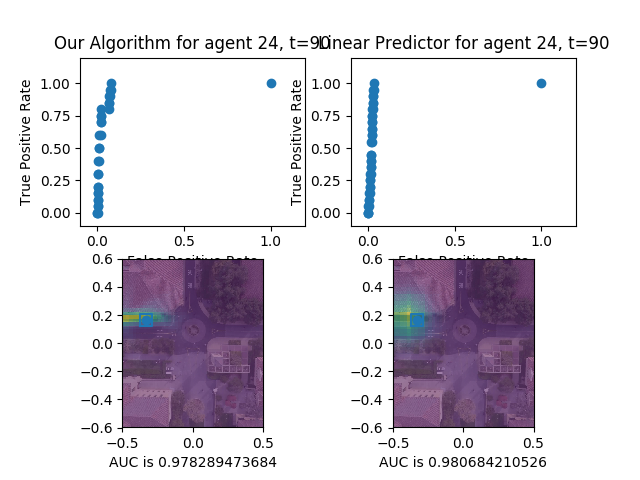 Our Algorithm for agent 24, t=90
Linear Predictor for agent 24, t=90
True Positive Rate
1.00
0.75
0.50
0.25
0.00
0.0 0.5 1.0
False Positive Rate
True Positive Rate
1.00
0.75
0.50
0.25
0.00
0.0 0.5 1.0
False Positive Rate
0.6
0.4
0.2
0.0
−0.2
−0.4
−0.6
−0.5 0.0 0.5
AUC is 0.978289473684
0.6
0.4
0.2
0.0
−0.2
−0.4
−0.6
−0.5 0.0 0.5
AUC is 0.980684210526